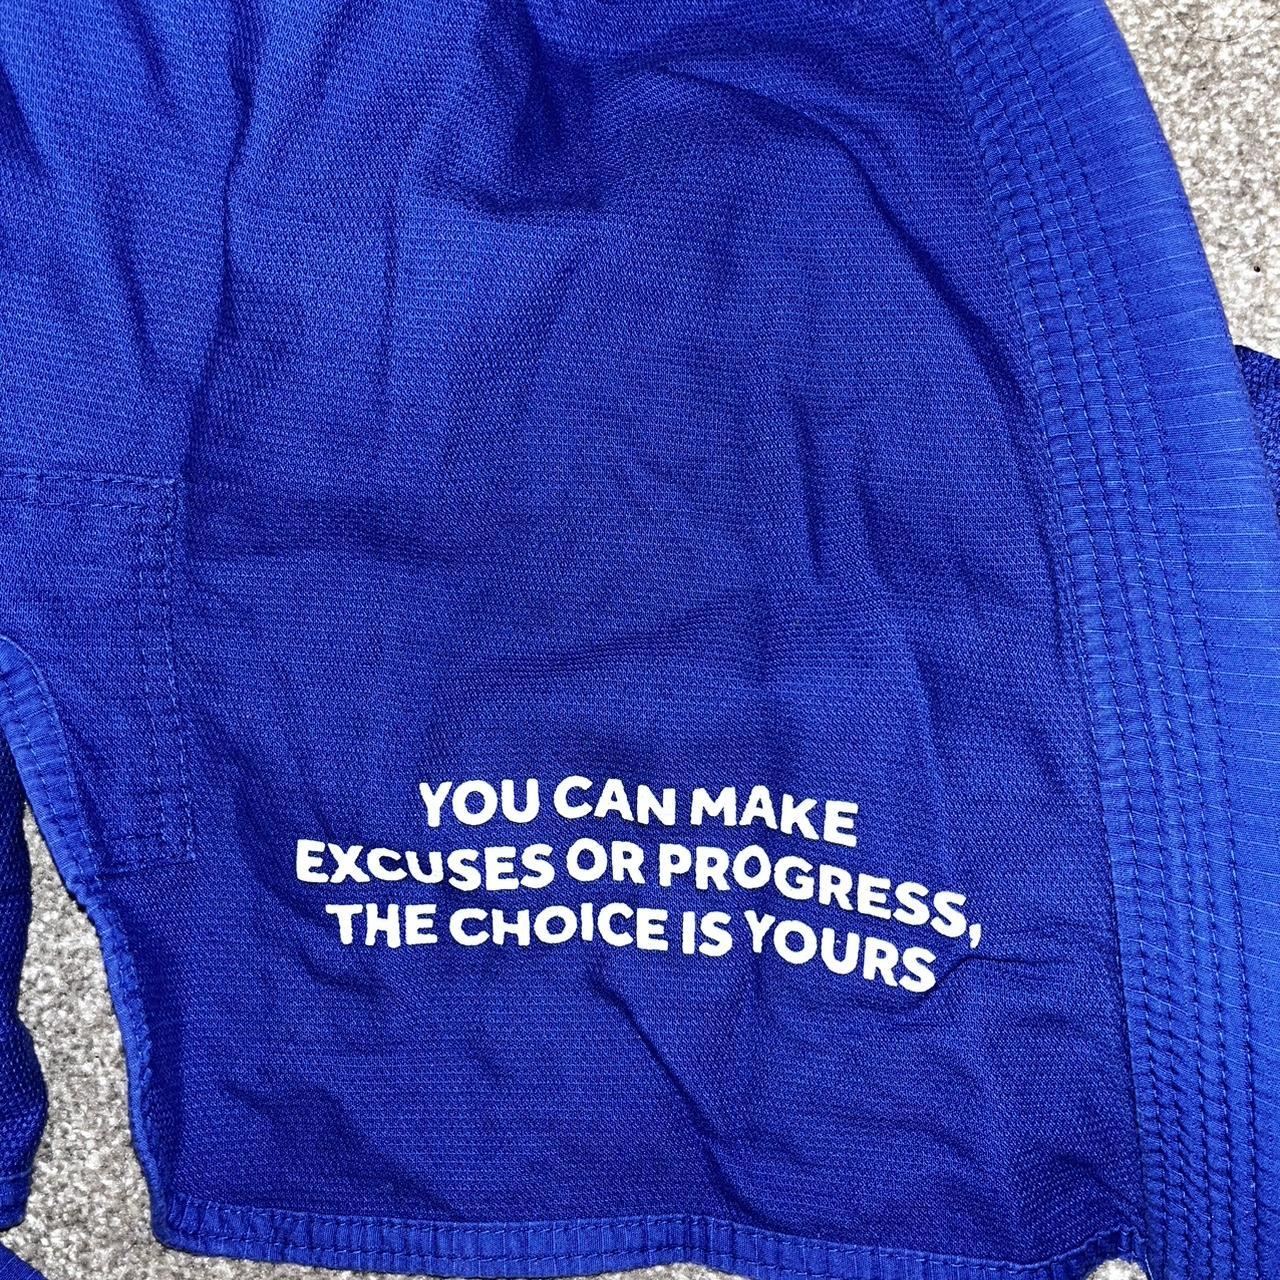 YOU CAN MAKE
EXCUSES OR PROGRESS,
THE CHOICE IS YOURS